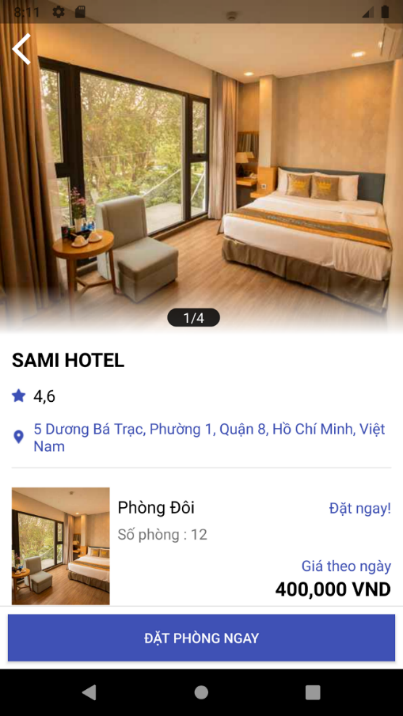 8:11
1/4
SAMI HOTEL
4,6
5 Dương Bá Trạc, Phường 1, Quận 8, Hồ Chí Minh, Việt
Nam
Phòng Đôi
Đặt ngay!
Số phòng : 12
Giá theo ngày
400,000 VND
ĐẶT PHÒNG NGAY